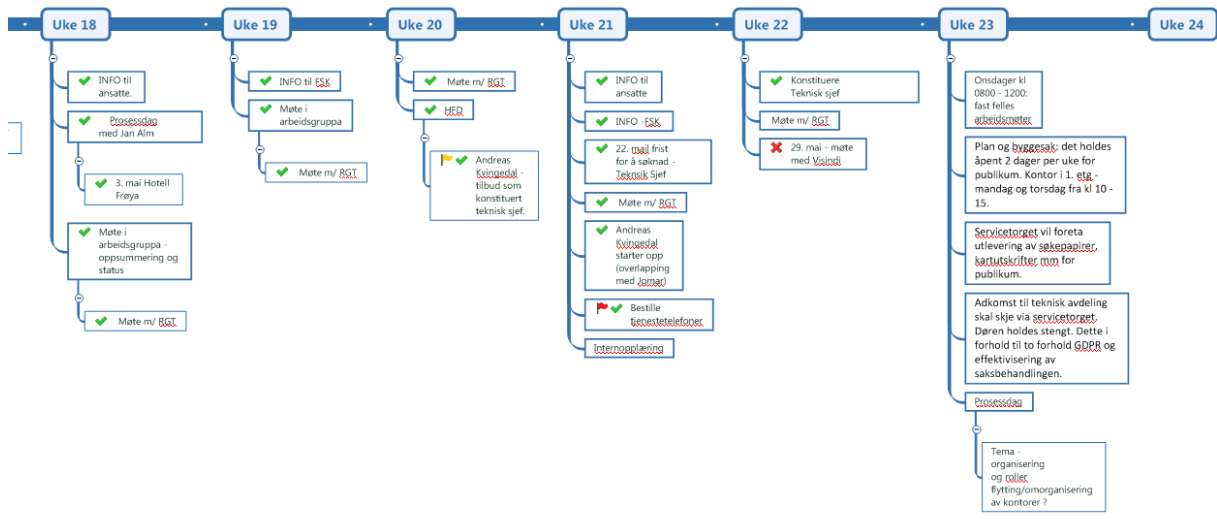 Uke 18
Uke 19
Uke 20
Uke 21
Uke 22
Uke 23
Uke 24
INFO til
ansatte.
Prosessdag
med Jan Alm
3. mai Hotell
Frøya
Møte i
arbeidsgruppa -
oppsummering og
status
Møte m/ RGT
INFO til FSK
Møte i
arbeidsgruppa
Møte m/ RGT
Møte m/ RGT
HFD
Andreas
Kvingedal -
tilbud som
konstituert
teknisk sjef.
INFO til
ansatte
INFO -FSK
22. mail frist
for å søknad -
Teknsik Sjef
Møte m/ RGT
Andreas
Kvingedal
starter opp
(overlapping
med Jomar)
Bestille
tjenestetelefoner
Internopplæring
Konstituere
Teknisk sjef
Møte m/ RGT
29. mai - møte
med Visindi
Onsdager kl
0800 - 1200:
fast felles
arbeidsmøter
Plan og byggesak: det holdes
åpent 2 dager per uke for
publikum. Kontor i 1. etg -
mandag og torsdag fra kl 10 -
15.
Servicetorget vil foreta
utlevering av søkepapirer,
kartutskrifter mm for
publikum.
Adkomst til teknisk avdeling
skal skje via servicetorget.
Døren holdes stengt. Dette i
forhold til to forhold GDPR og
effektivisering av
saksbehandlingen.
Prosessdag
Tema -
organisering
og roller
flytting/omorganisering
av kontorer ?